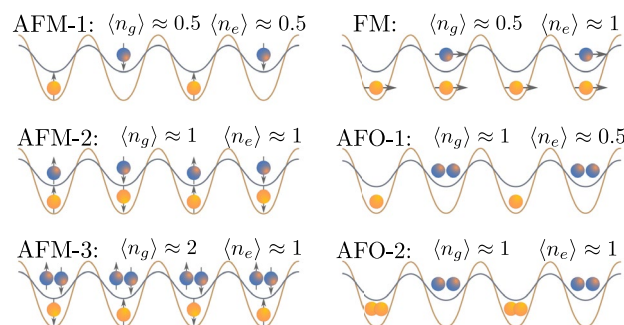 AFM-1: ⟨n_g⟩ ≈ 0.5 ⟨n_e⟩ ≈ 0.5
AFM-2: ⟨n_g⟩ ≈ 1 ⟨n_e⟩ ≈ 1
AFM-3: ⟨n_g⟩ ≈ 2 ⟨n_e⟩ ≈ 1
FM: ⟨n_g⟩ ≈ 0.5 ⟨n_e⟩ ≈ 1
AFO-1: ⟨n_g⟩ ≈ 1 ⟨n_e⟩ ≈ 0.5
AFO-2: ⟨n_g⟩ ≈ 1 ⟨n_e⟩ ≈ 1